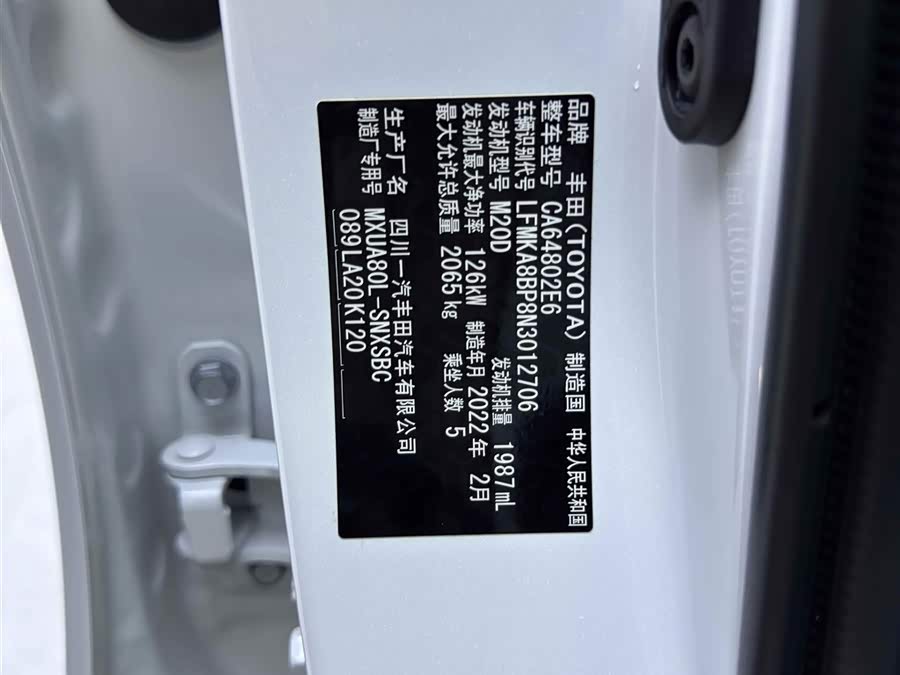 品牌 丰田(TOYOTA) 制造国 中华人民共和国
整车型号 CA64802E6
车辆识别代号 LFMKA8BP8N3012706
发动机型号 M20D 发动机排量 1987mL
发动机最大净功率 126kW 制造年月 2022年 2月
最大允许总质量 2065kg 乘坐人数 5
生产厂名 四川一汽丰田汽车有限公司
制造厂专用号 MXUA80L-SNXSBC
089LA20K120